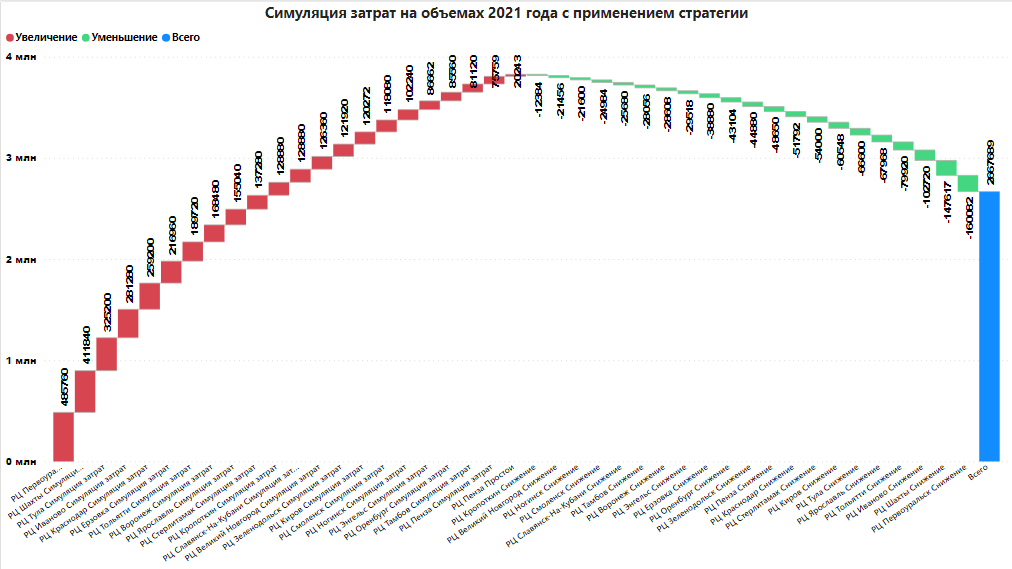 Симуляция затрат на объемах 2021 года с применением стратегии
Увеличение Уменьшение Всего
4 млн
3 млн
2 млн
1 млн
0 млн
485760
411840
325200
281280
259200
216960
189720
168480
155040
137280
128880
128880
126360
121920
120272
118080
102240
86662
85560
81120
75759
20243
-12384
-21456
-21600
-24984
-25680
-28056
-28608
-29518
-38880
-43104
-44880
-48650
-51792
-54000
-60548
-66600
-67968
-79920
-102720
-147617
-160082
2667689
РЦ Первоура...
РЦ Шахты Симуляци...
РЦ Тула Симуляция затрат
РЦ Иваново Симуляция затрат
РЦ Краснодар Симуляция затрат
РЦ Ерзовка Симуляция затрат
РЦ Тольятти Симуляция затрат
РЦ Воронеж Симуляция затрат
РЦ Ярославль Симуляция затрат
РЦ Стерлитамак Симуляция затрат
РЦ Кропоткин Симуляция затрат
РЦ Славянск-На-Кубани Симуляция зат...
РЦ Великий Новгород Симуляция затрат
РЦ Зеленодольск Симуляция затрат
РЦ Киров Симуляция затрат
РЦ Смоленск Симуляция затрат
РЦ Ногинск Симуляция затрат
РЦ Энгельс Симуляция затрат
РЦ Оренбург Симуляция затрат
РЦ Тамбов Симуляция затрат
РЦ Пенза Симуляция затрат
РЦ Пенза Простои
РЦ Кропоткин Снижение
РЦ Великий Новгород Снижение
РЦ Ногинск Снижение
РЦ Смоленск Снижение
РЦ Славянск-На-Кубани Снижение
РЦ Тамбов Снижение
РЦ Воронеж Снижение
РЦ Энгельс Снижение
РЦ Ерзовка Снижение
РЦ Оренбург Снижение
РЦ Зеленодольск Снижение
РЦ Пенза Снижение
РЦ Краснодар Снижение
РЦ Стерлитамак Снижение
РЦ Киров Снижение
РЦ Тула Снижение
РЦ Ярославль Снижение
РЦ Тольятти Снижение
РЦ Иваново Снижение
РЦ Шахты Снижение
РЦ Первоуральск Снижение
Всего